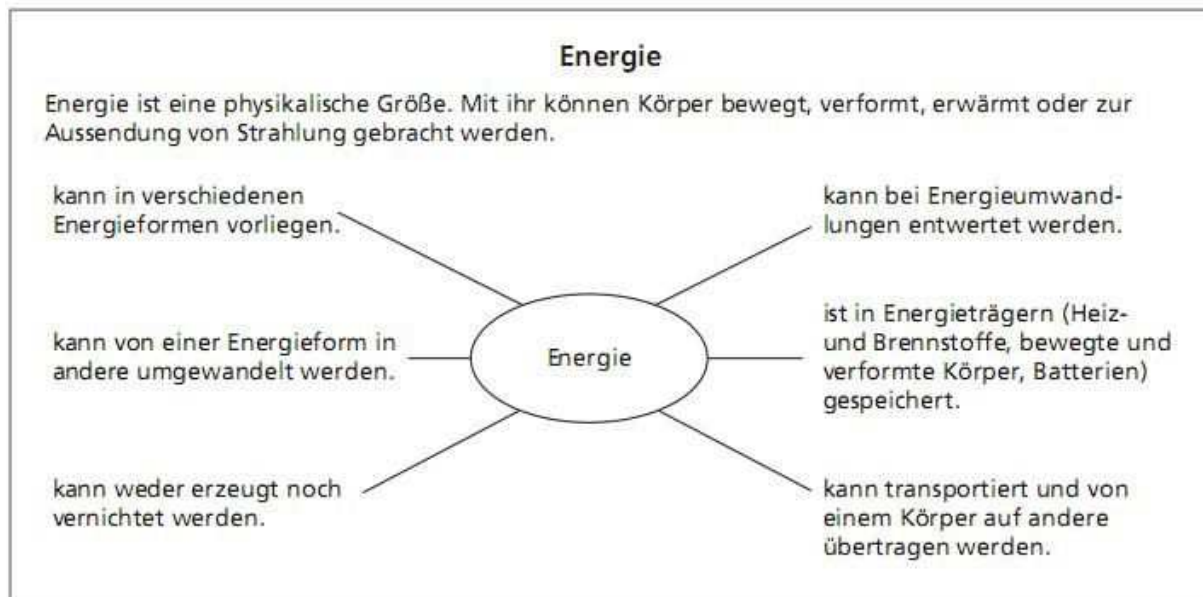 Energie
Energie ist eine physikalische Größe. Mit ihr können Körper bewegt, verformt, erwärmt oder zur
Aussendung von Strahlung gebracht werden.
kann in verschiedenen
Energieformen vorliegen.
kann bei Energieumwand-
lungen entwertet werden.
kann von einer Energieform in
andere umgewandelt werden.
Energie
ist in Energieträgern (Heiz-
und Brennstoffe, bewegte und
verformte Körper, Batterien)
gespeichert.
kann weder erzeugt noch
vernichtet werden.
kann transportiert und von
einem Körper auf andere
übertragen werden.